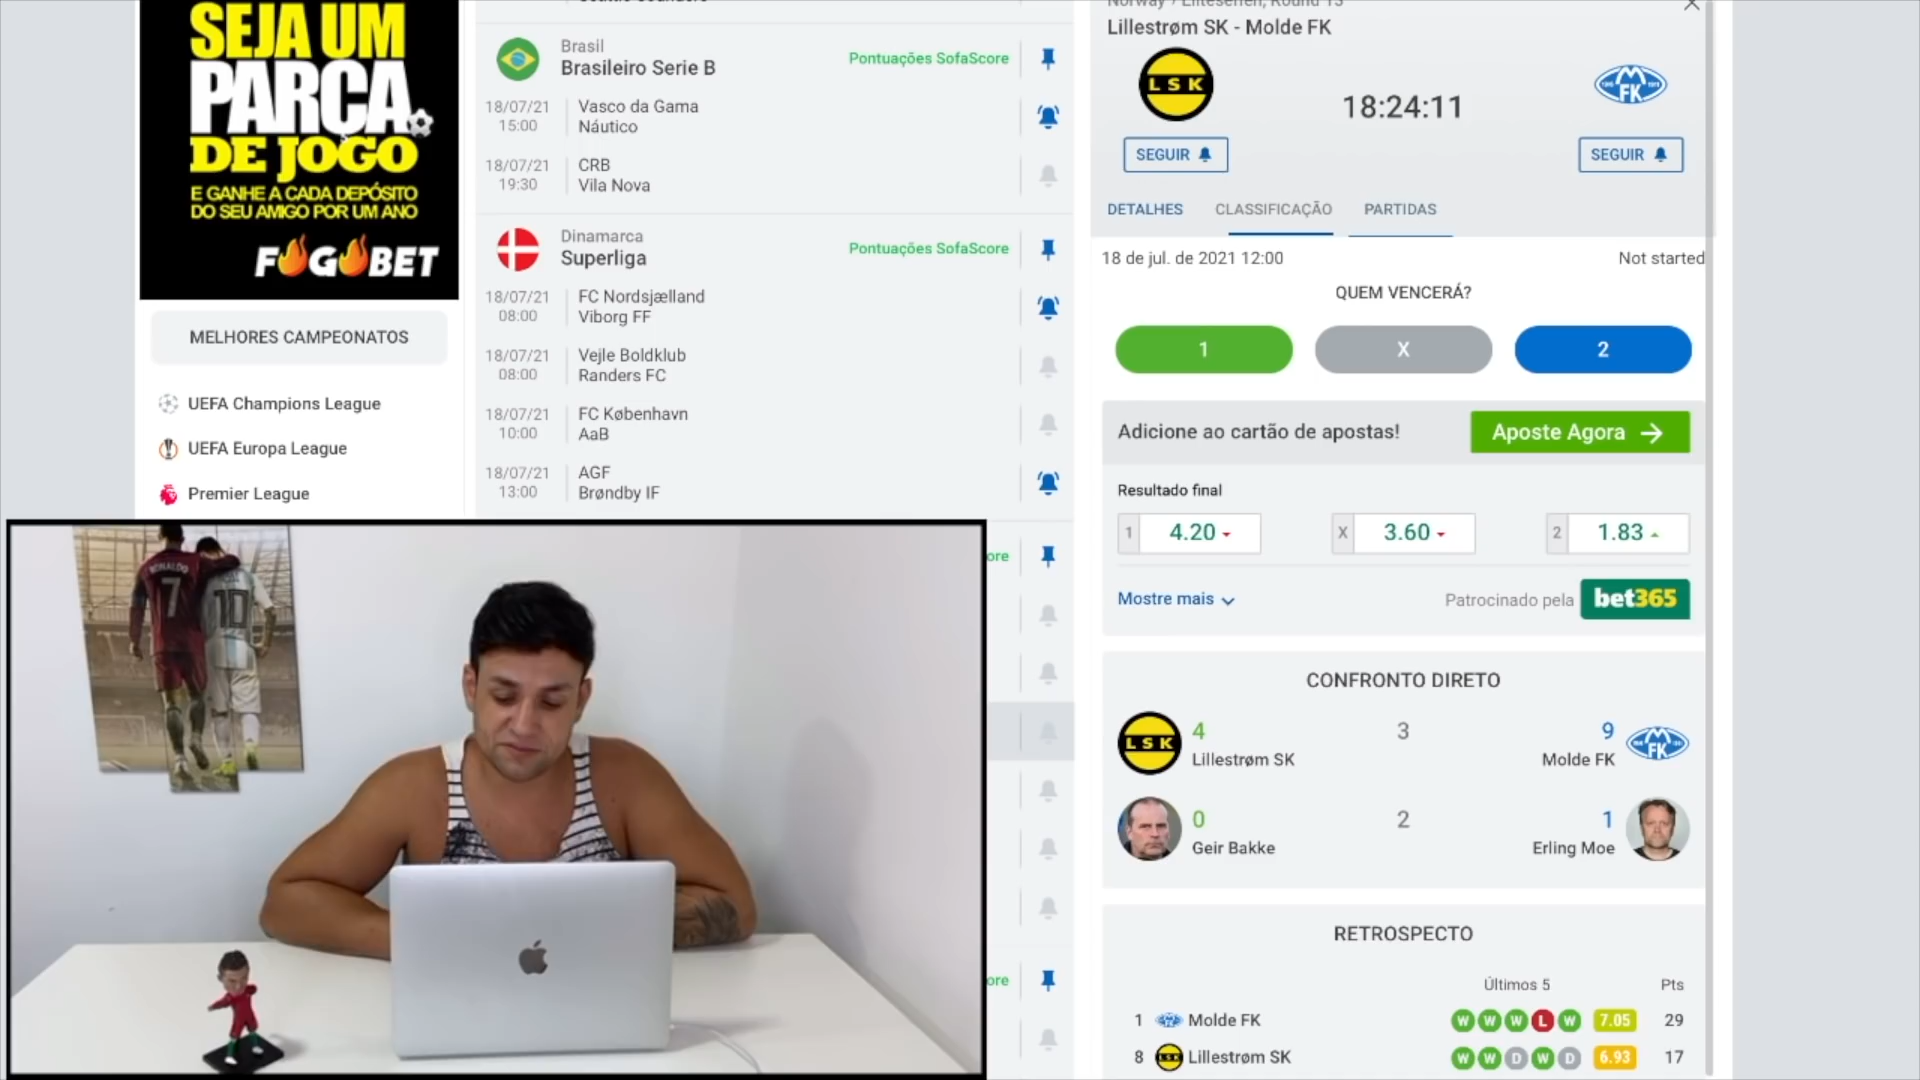 SEJA UM
PARÇA
DE JOGO
E GANHE A CADA DEPÓSITO
DO SEU AMIGO POR UM ANO
FOGOBET
MELHORES CAMPEONATOS
UEFA Champions League
UEFA Europa League
Premier League
Brasil
Brasileiro Serie B
Pontuações SofaScore
18/07/21
15:00
Vasco da Gama
Náutico
18/07/21
19:30
CRB
Vila Nova
Dinamarca
Superliga
Pontuações SofaScore
18/07/21
08:00
FC Nordsjælland
Viborg FF
18/07/21
08:00
Vejle Boldklub
Randers FC
18/07/21
10:00
FC København
AaB
18/07/21
13:00
AGF
Brøndby IF
ore
ore
RONALDO
7
10
Lillestrøm SK - Molde FK
LSK
18:24:11
M
FK
SEGUIR
SEGUIR
DETALHES
CLASSIFICAÇÃO
PARTIDAS
18 de jul. de 2021 12:00
Not started
QUEM VENCERÁ?
1
X
2
Adicione ao cartão de apostas!
Aposte Agora
Resultado final
1 4.20
X 3.60
2 1.83
Mostre mais
Patrocinado pela
bet365
CONFRONTO DIRETO
LSK
4
3
9
Lillestrøm SK
Molde FK
0
2
1
Geir Bakke
Erling Moe
RETROSPECTO
Últimos 5
Pts
1 Molde FK W W W L W 7.05 29
8 Lillestrøm SK W W D W D 6.93 17